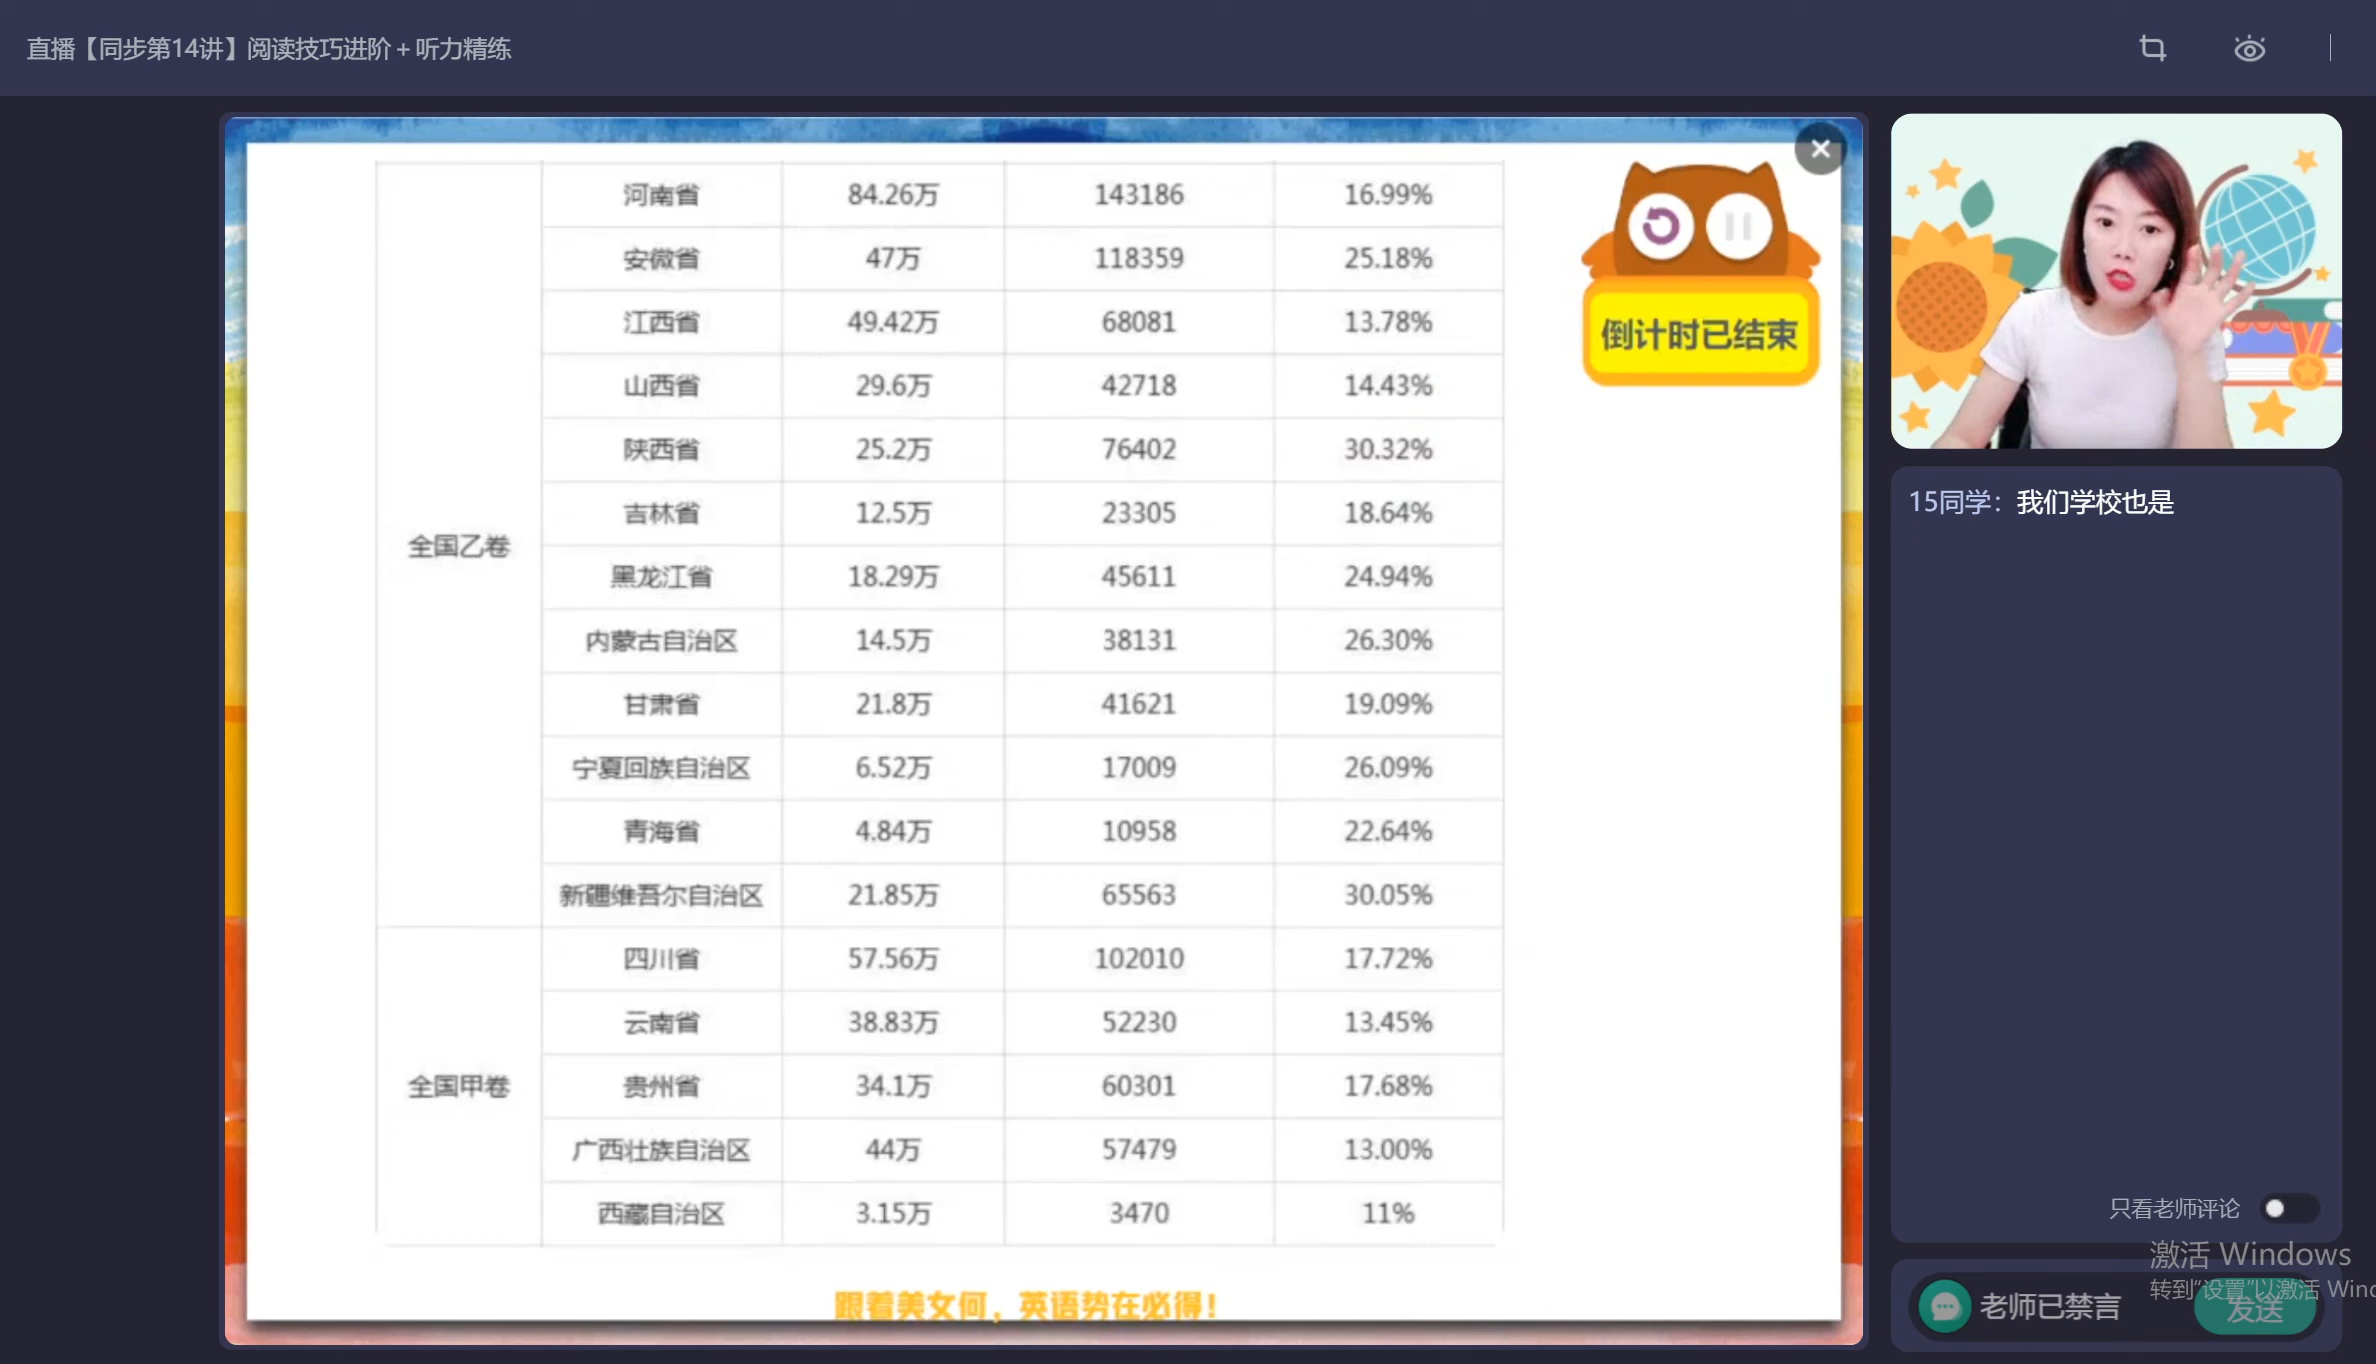 直播【同步第14讲】阅读技巧进阶+听力精练
河南省 84.26万 143186 16.99%
安徽省 47万 118359 25.18%
江西省 49.42万 68081 13.78%
山西省 29.6万 42718 14.43%
陕西省 25.2万 76402 30.32%
吉林省 12.5万 23305 18.64%
全国乙卷
黑龙江省 18.29万 45611 24.94%
内蒙古自治区 14.5万 38131 26.30%
甘肃省 21.8万 41621 19.09%
宁夏回族自治区 6.52万 17009 26.09%
青海省 4.84万 10958 22.64%
新疆维吾尔自治区 21.85万 65563 30.05%
四川省 57.56万 102010 17.72%
云南省 38.83万 52230 13.45%
全国甲卷 贵州省 34.1万 60301 17.68%
广西壮族自治区 44万 57479 13.00%
西藏自治区 3.15万 3470 11%
跟着美女何，英语势在必得！
倒计时已结束
15同学：我们学校也是
只看老师评论
激活 Windows
转到"设置"以激活 Win
老师已禁言
发送